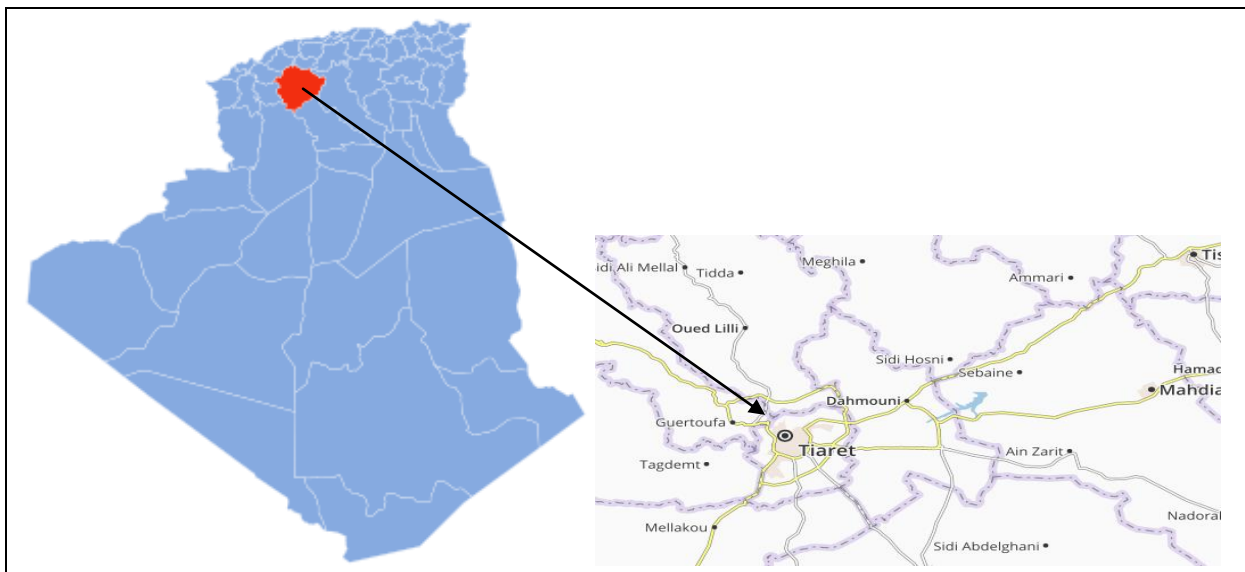 idi Ali Mellal
Tidda
Meghila
Ammari
Tis
Oued Lilli
Sidi Hosni
Sebaine
Hamad
Mahdia
Dahmouni
Guertoufa
Tiaret
Ain Zarit
Tagdemt
Mellakou
Nadora
Sidi Abdelghani